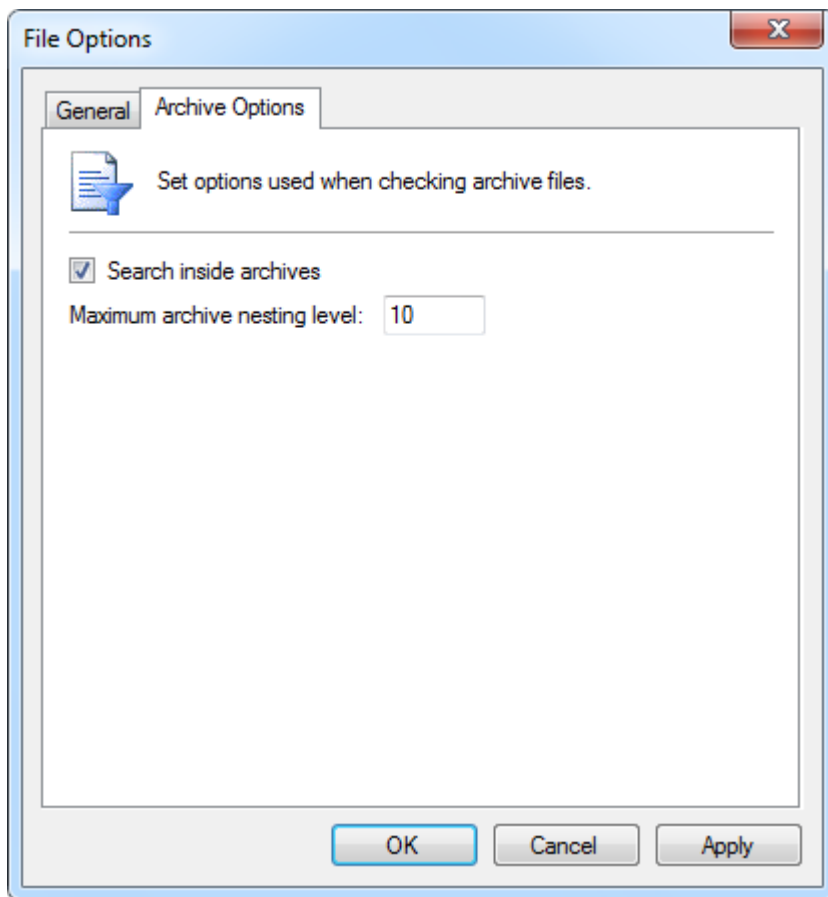 File Options
General
Archive Options
Set options used when checking archive files.
Search inside archives
Maximum archive nesting level: 10
OK Cancel Apply